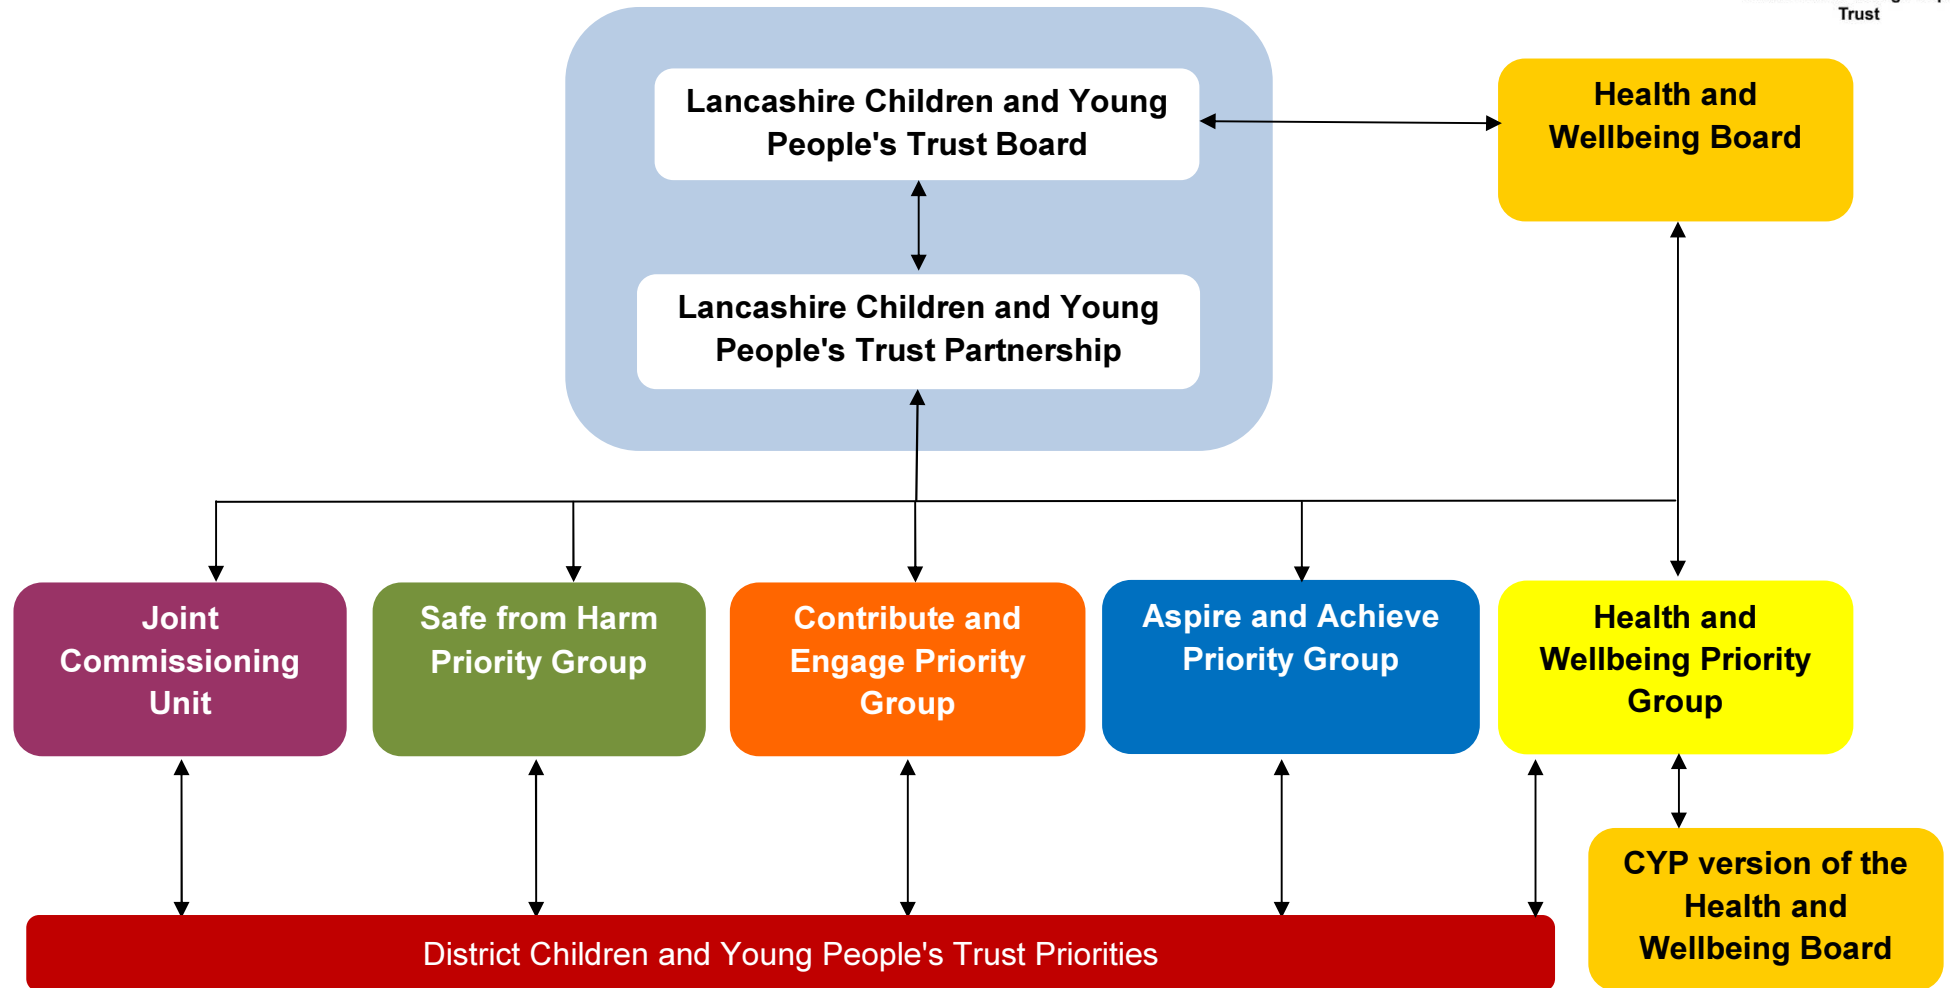 Trust
Lancashire Children and Young
People's Trust Board
Health and
Wellbeing Board
Lancashire Children and Young
People's Trust Partnership
Joint
Commissioning
Unit
Safe from Harm
Priority Group
Contribute and
Engage Priority
Group
Aspire and Achieve
Priority Group
Health and
Wellbeing Priority
Group
CYP version of the
Health and
Wellbeing Board
District Children and Young People's Trust Priorities